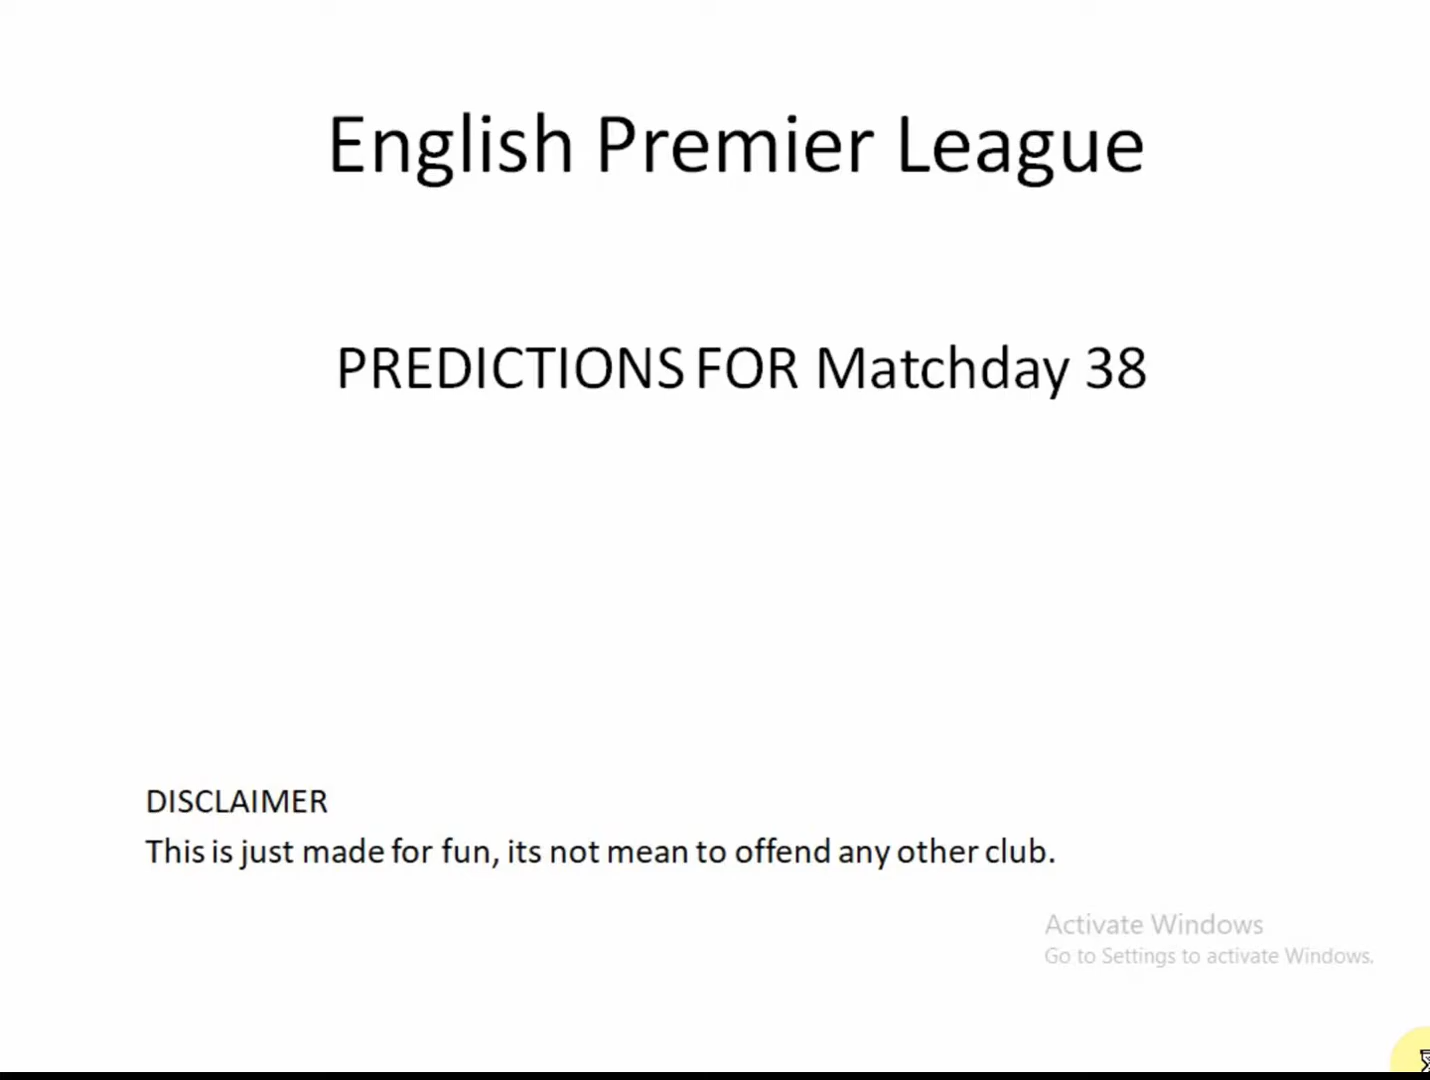 English Premier League
PREDICTIONS FOR Matchday 38
DISCLAIMER
This is just made for fun, its not mean to offend any other club.
Activate Windows
Go to Settings to activate Windows.